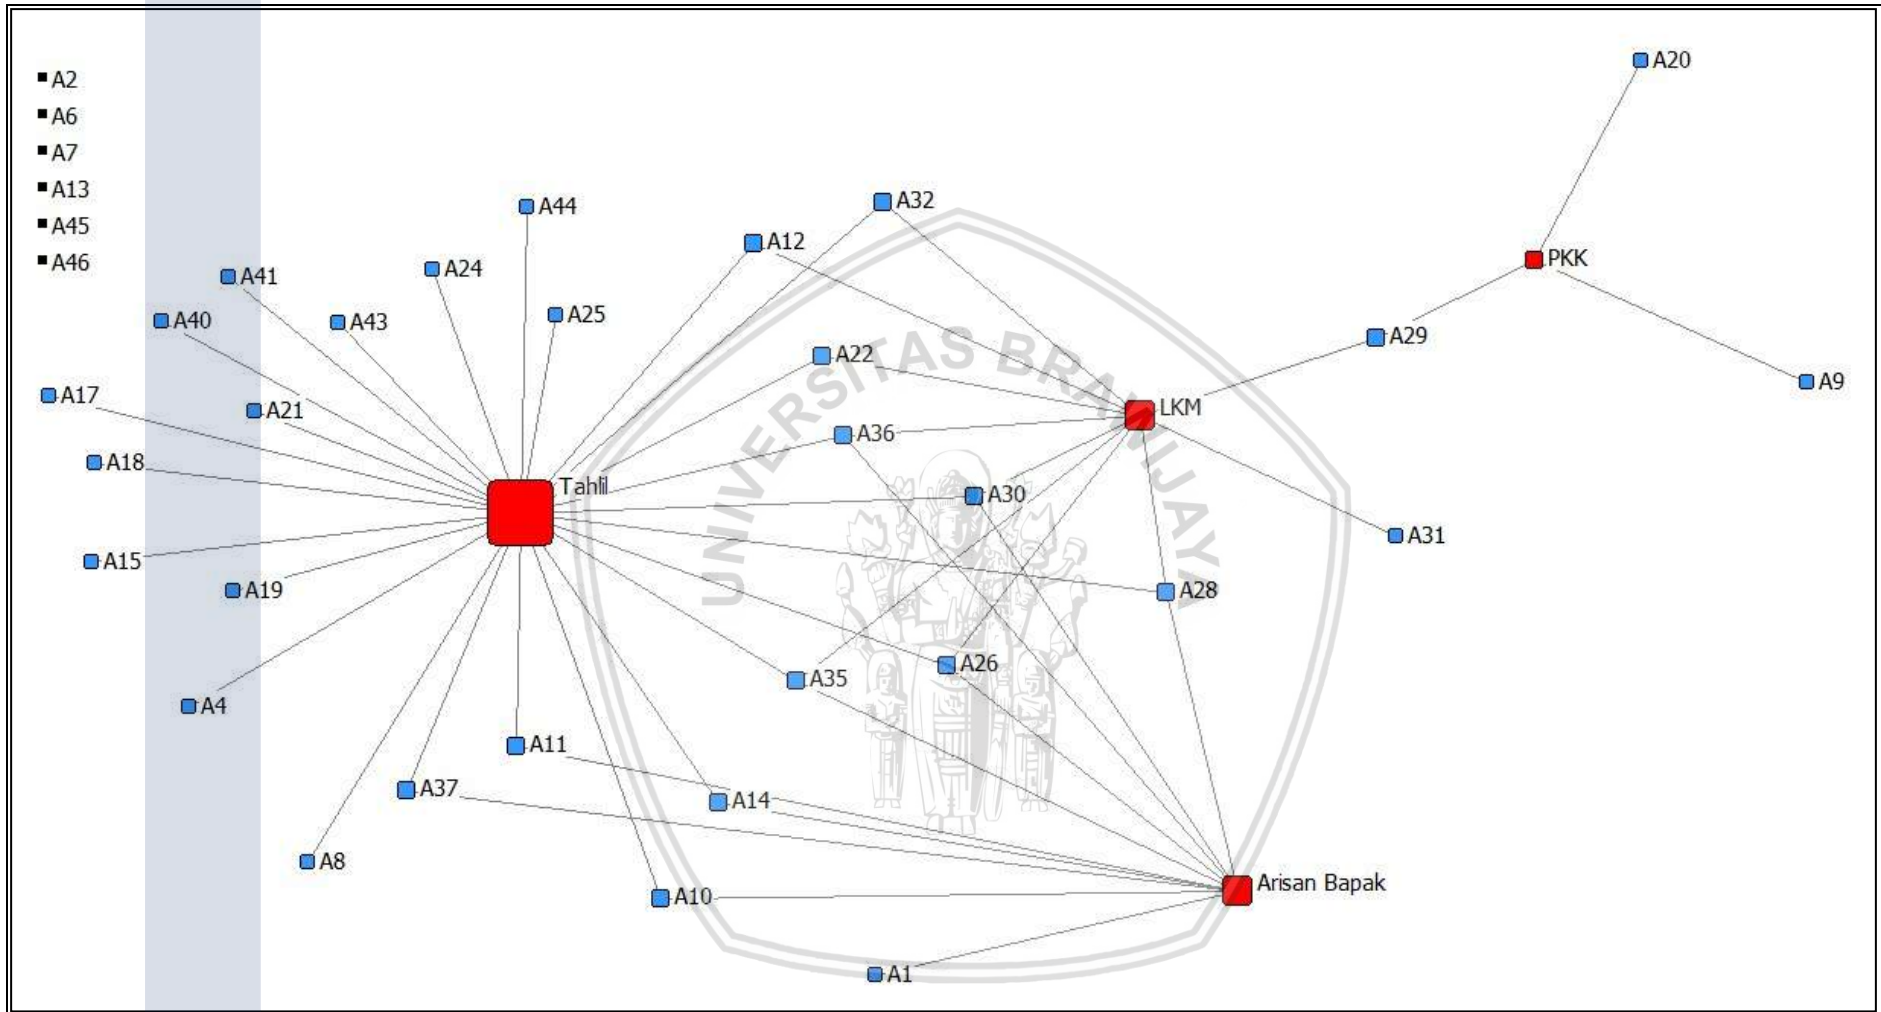 A2
A6
A7
A13
A45
A46
A20
A44
A32
A12
PKK
A41
A24
A40
A43
A25
A29
A22
A9
A17
A21
LKM
A36
A18
Tahlil
A30
A31
A15
A19
A28
A26
A35
A4
A11
A37
A14
A8
Arisan Bapak
A10
A1
UNIVERSITAS BRAWIJAYA